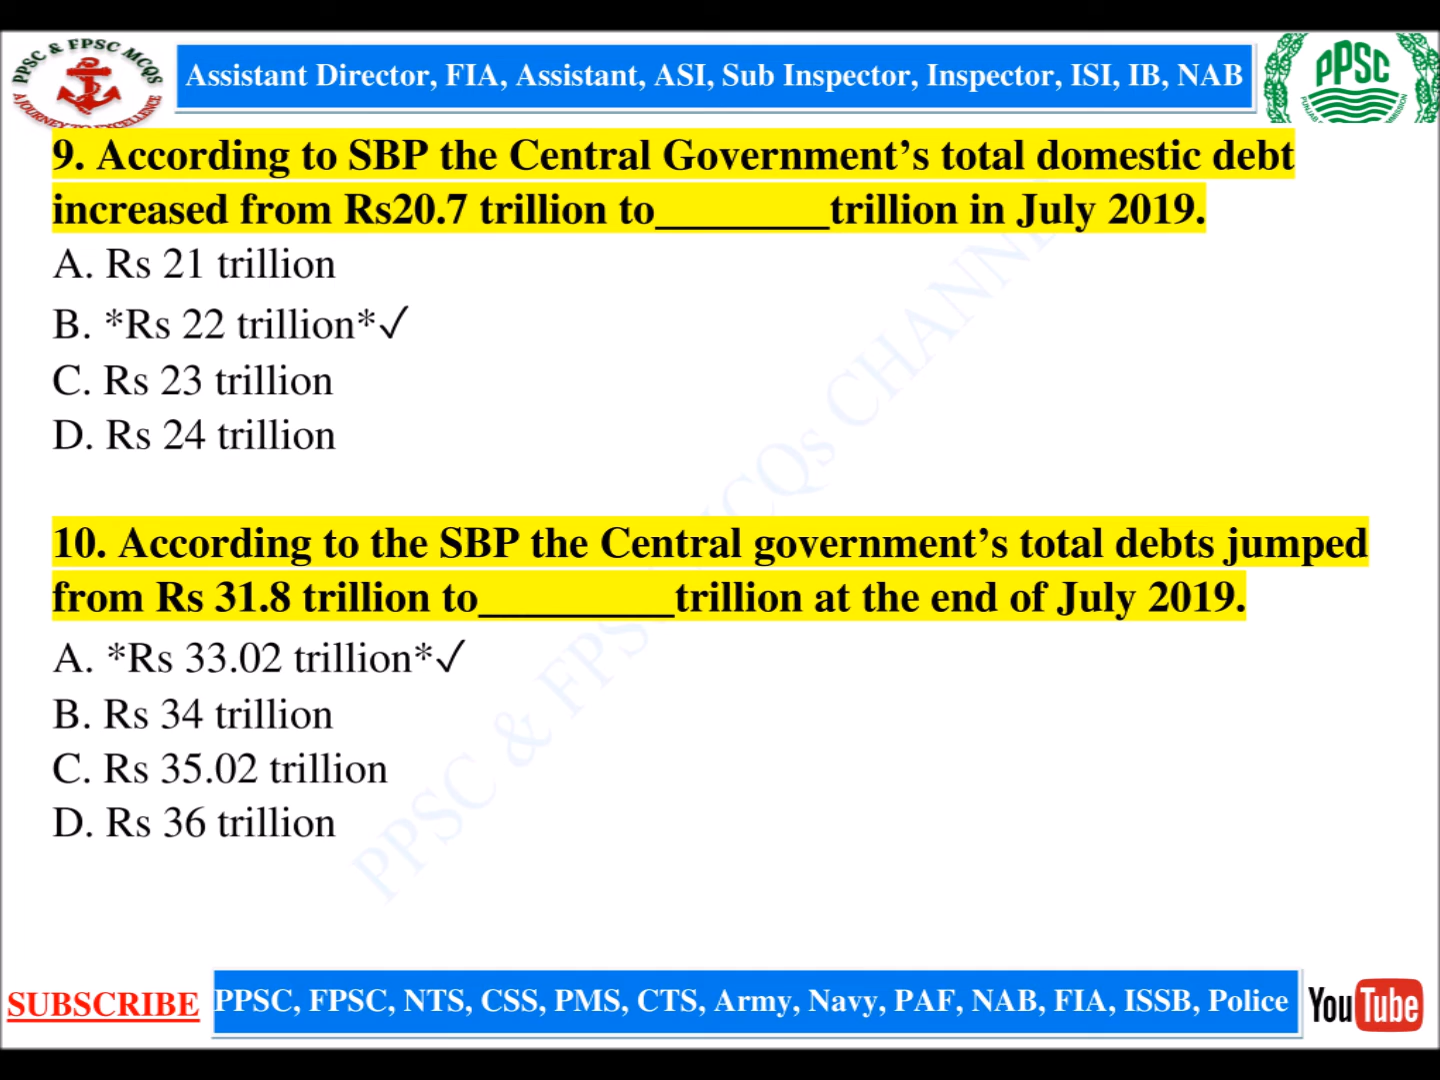 PPSC & FPSC MCQS
A JOURNEY TO EXCELLENCE
Assistant Director, FIA, Assistant, ASI, Sub Inspector, Inspector, ISI, IB, NAB
PPSC
9. According to SBP the Central Government’s total domestic debt
increased from Rs20.7 trillion to________trillion in July 2019.
A. Rs 21 trillion
B. *Rs 22 trillion*✓
C. Rs 23 trillion
D. Rs 24 trillion
10. According to the SBP the Central government’s total debts jumped
from Rs 31.8 trillion to_________trillion at the end of July 2019.
A. *Rs 33.02 trillion*✓
B. Rs 34 trillion
C. Rs 35.02 trillion
D. Rs 36 trillion
PPSC & FPSC MCQs CHANNE
SUBSCRIBE
PPSC, FPSC, NTS, CSS, PMS, CTS, Army, Navy, PAF, NAB, FIA, ISSB, Police
YouTube